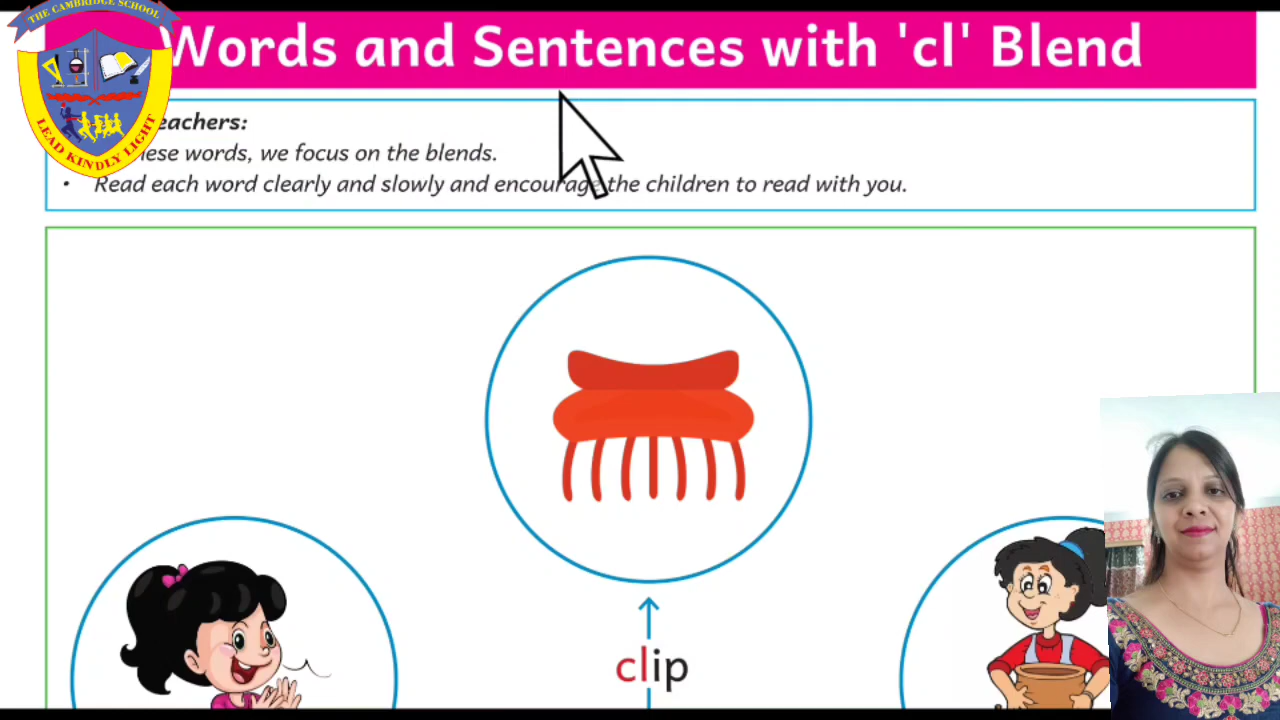 THE CAMBRIDGE SCHOOL
LEAD KINDLY LIGHT
Words and Sentences with 'cl' Blend
eachers:
hese words, we focus on the blends.
• Read each word clearly and slowly and encourage the children to read with you.
clip